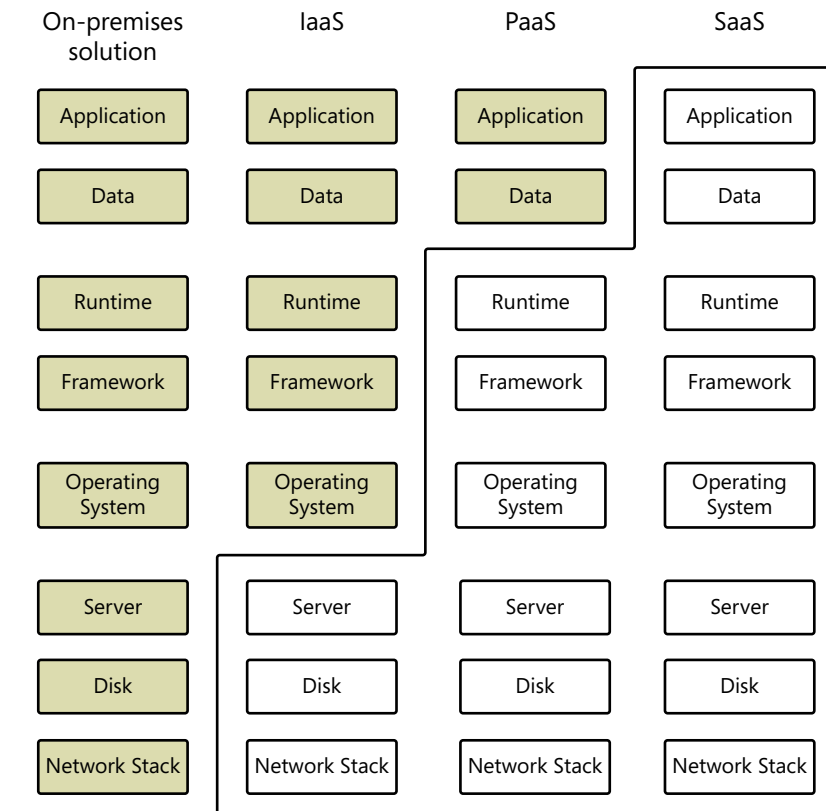 On-premises
solution
IaaS
PaaS
SaaS
Application
Application
Application
Application
Data
Data
Data
Data
Runtime
Runtime
Runtime
Runtime
Framework
Framework
Framework
Framework
Operating
System
Operating
System
Operating
System
Operating
System
Server
Server
Server
Server
Disk
Disk
Disk
Disk
Network Stack
Network Stack
Network Stack
Network Stack